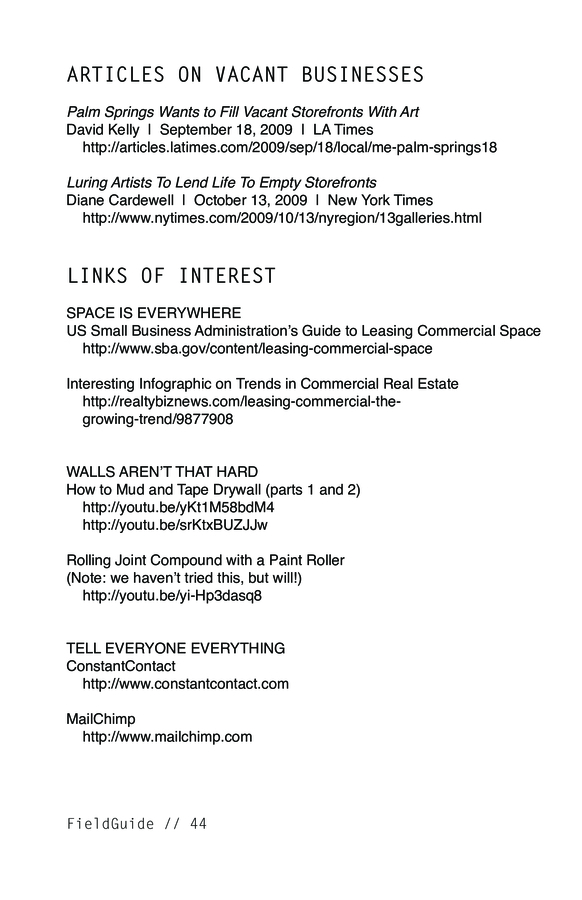 ARTICLES ON VACANT BUSINESSES
Palm Springs Wants to Fill Vacant Storefronts With Art
David Kelly | September 18, 2009 | LA Times
http://articles.latimes.com/2009/sep/18/local/me-palm-springs18
Luring Artists To Lend Life To Empty Storefronts
Diane Cardewell | October 13, 2009 | New York Times
http://www.nytimes.com/2009/10/13/nyregion/13galleries.html
LINKS OF INTEREST
SPACE IS EVERYWHERE
US Small Business Administration’s Guide to Leasing Commercial Space
http://www.sba.gov/content/leasing-commercial-space
Interesting Infographic on Trends in Commercial Real Estate
http://realtybiznews.com/leasing-commercial-the-
growing-trend/9877908
WALLS AREN’T THAT HARD
How to Mud and Tape Drywall (parts 1 and 2)
http://youtu.be/yKt1M58bdM4
http://youtu.be/srKtxBUZJJw
Rolling Joint Compound with a Paint Roller
(Note: we haven’t tried this, but will!)
http://youtu.be/yi-Hp3dasq8
TELL EVERYONE EVERYTHING
ConstantContact
http://www.constantcontact.com
MailChimp
http://www.mailchimp.com
FieldGuide // 44